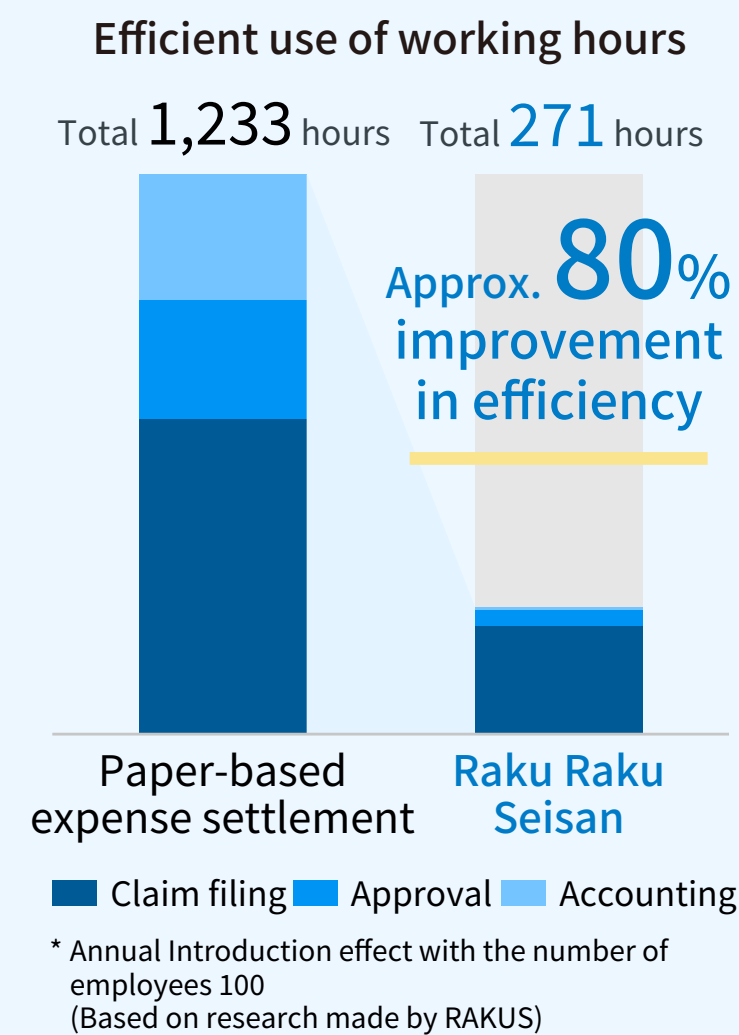 Efficient use of working hours
Total 1,233 hours Total 271 hours
Approx. 80%
improvement
in efficiency
Paper-based
expense settlement
Raku Raku
Seisan
Claim filing Approval Accounting
* Annual Introduction effect with the number of
employees 100
(Based on research made by RAKUS)